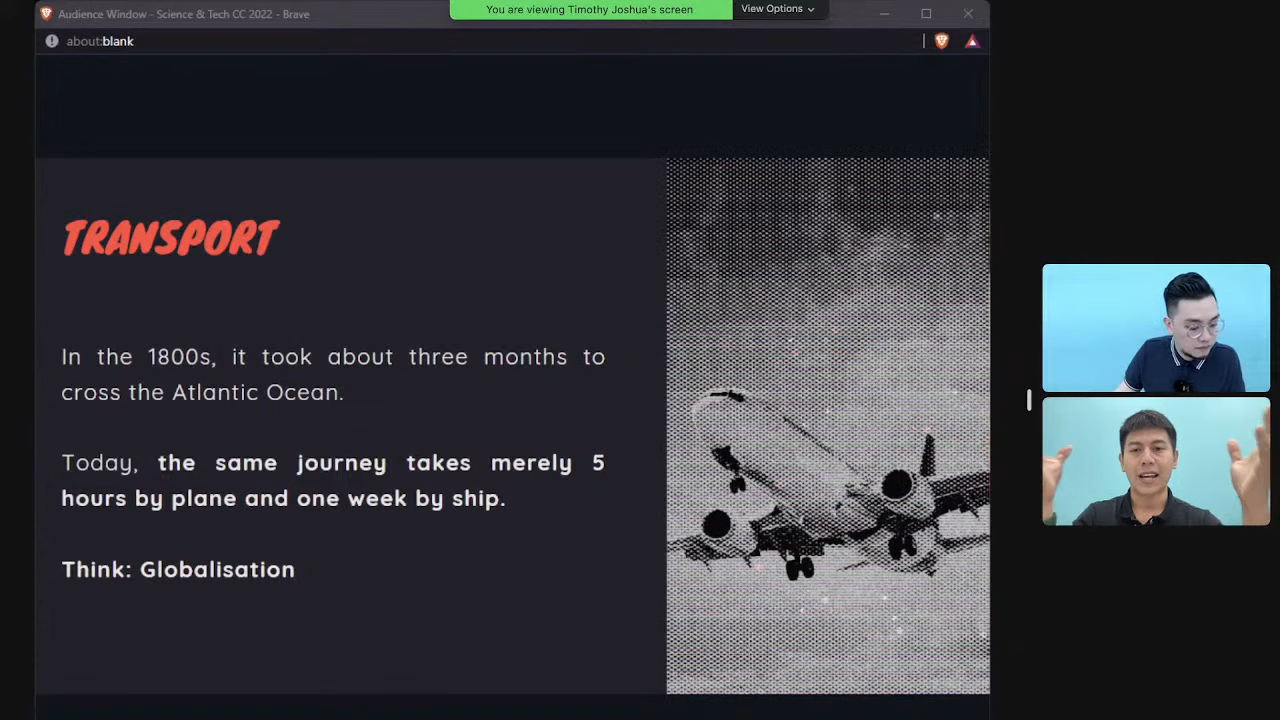 Audience Window - Science & Tech CC 2022 - Brave
You are viewing Timothy Joshua's screen
View Options
about:blank
TRANSPORT
In the 1800s, it took about three months to
cross the Atlantic Ocean.
Today, the same journey takes merely 5
hours by plane and one week by ship.
Think: Globalisation